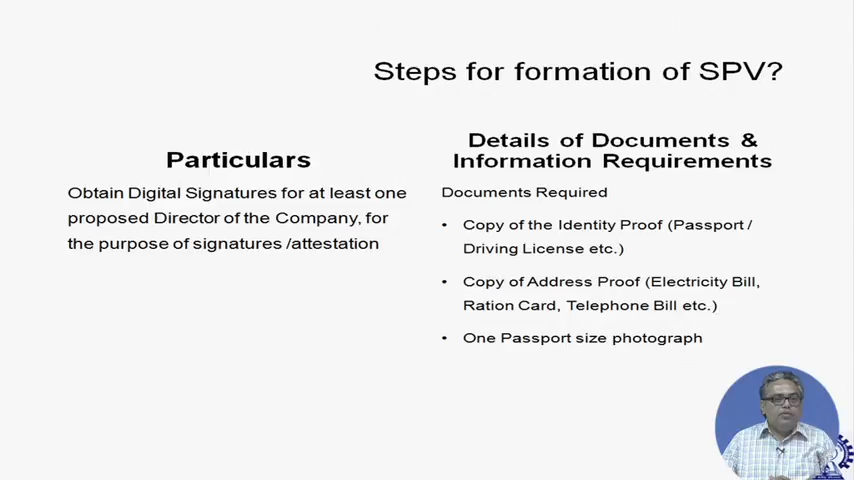 Steps for formation of SPV?
Particulars
Obtain Digital Signatures for at least one
proposed Director of the Company, for
the purpose of signatures /attestation
Details of Documents &
Information Requirements
Documents Required
• Copy of the Identity Proof (Passport /
Driving License etc.)
• Copy of Address Proof (Electricity Bill,
Ration Card, Telephone Bill etc.)
• One Passport size photograph